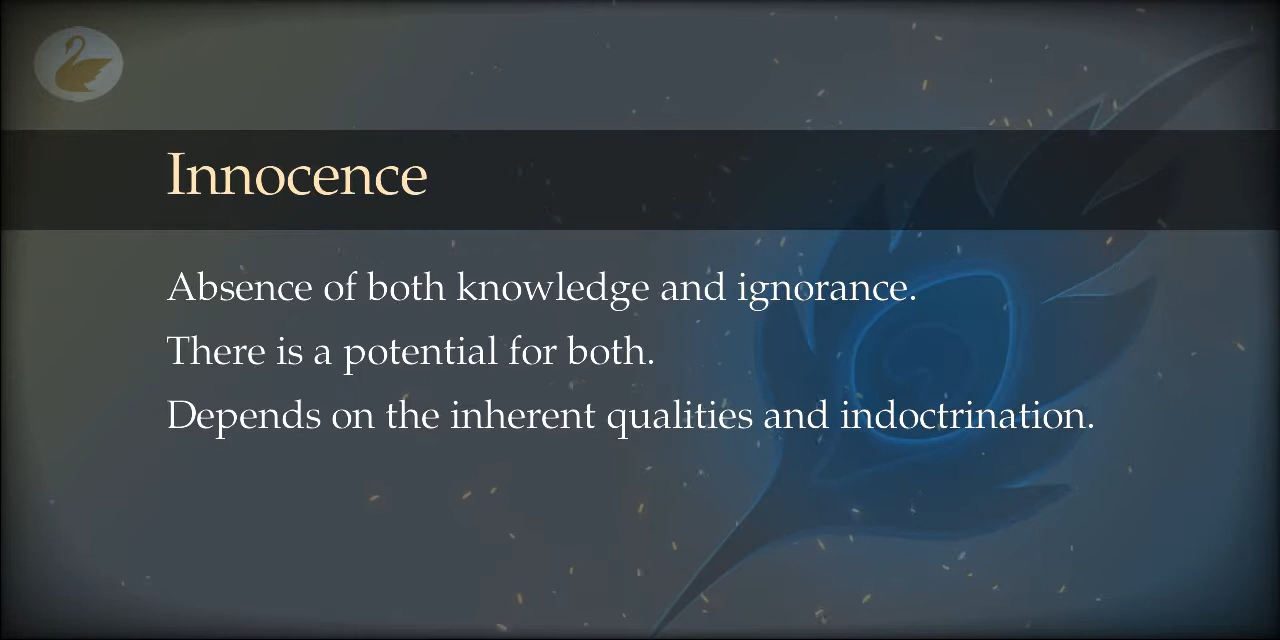 Innocence
Absence of both knowledge and ignorance.
There is a potential for both.
Depends on the inherent qualities and indoctrination.